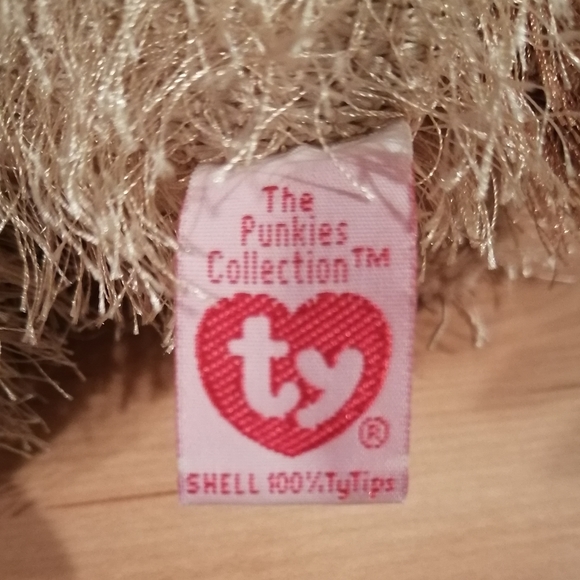 The
Punkies
Collection™
ty®
SHELL 100%TyTips